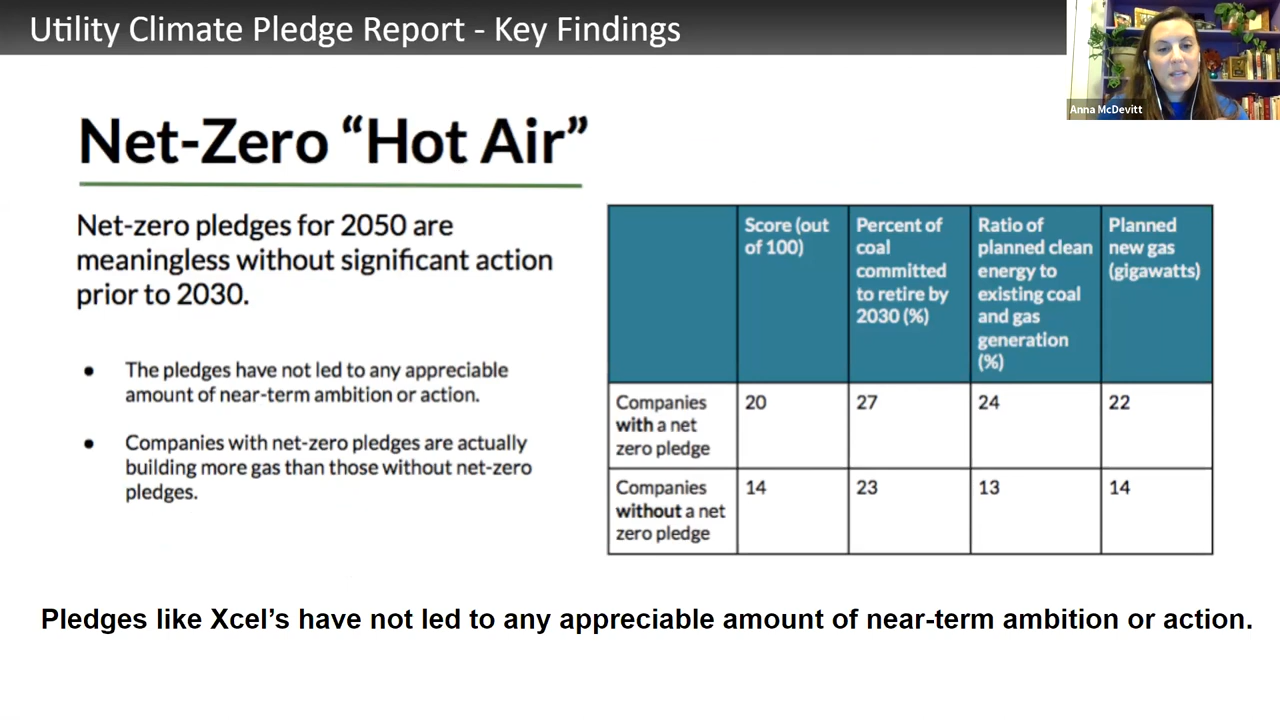 Utility Climate Pledge Report - Key Findings
Anna McDevitt
Net-Zero “Hot Air”
Net-zero pledges for 2050 are
meaningless without significant action
prior to 2030.
● The pledges have not led to any appreciable
amount of near-term ambition or action.
● Companies with net-zero pledges are actually
building more gas than those without net-zero
pledges.
Score (out
of 100)
Percent of
coal
committed
to retire by
2030 (%)
Ratio of
planned clean
energy to
existing coal
and gas
generation
(%)
Planned
new gas
(gigawatts)
Companies
with a net
zero pledge
20
27
24
22
Companies
without a net
zero pledge
14
23
13
14
Pledges like Xcel’s have not led to any appreciable amount of near-term ambition or action.